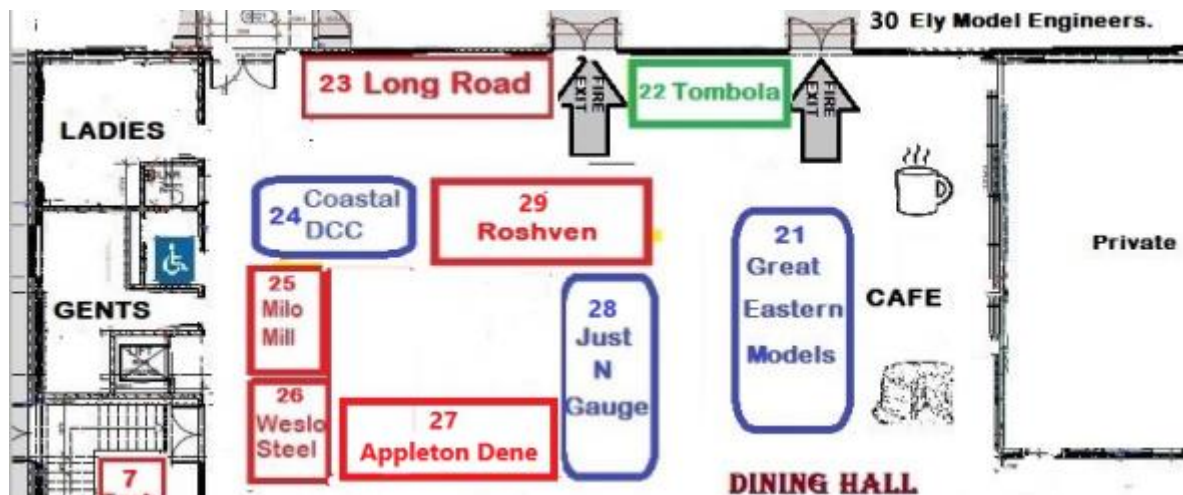 30 Ely Model Engineers.
23 Long Road
FIRE
EXIT
22 Tombola
FIRE
EXIT
LADIES
24 Coastal
DCC
29
Roshven
21
Great
Eastern
Models
Private
25
Milo
Mill
GENTS
28
Just
N
Gauge
CAFE
26
Weslo
Steel
27
Appleton Dene
7
DINING HALL